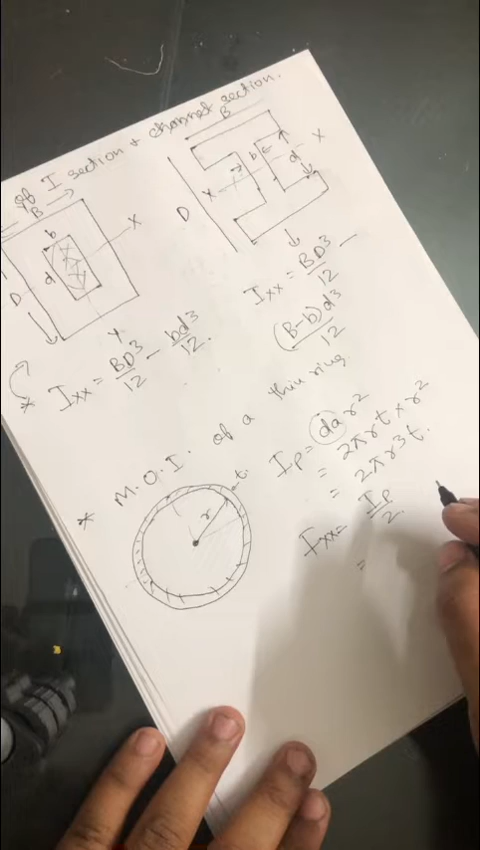 of I section + channel section.
B
b
d
D
X
Y
* Ixx = BD³/12 - bd³/12.
B
D
X
b
d
X
Ixx = BD³/12 -
(B-b)d³/12
* M.O.I. of a thin ring
t.
r
Ip = da r²
= 2πrt × r²
= 2πr³t.
Ixx = Ip/2
=